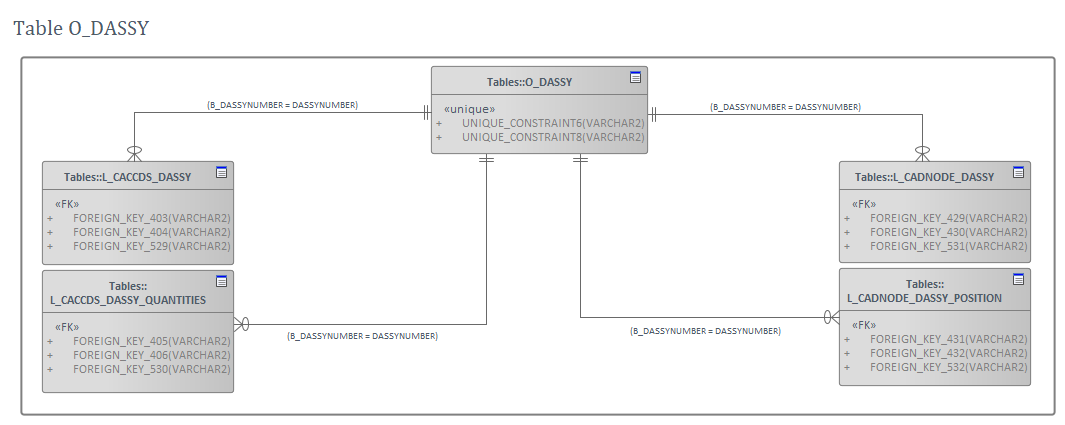 Table O_DASSY
Tables::O_DASSY
«unique»
+ UNIQUE_CONSTRAINT6(VARCHAR2)
+ UNIQUE_CONSTRAINT8(VARCHAR2)
(B_DASSYNUMBER = DASSYNUMBER)
(B_DASSYNUMBER = DASSYNUMBER)
Tables::L_CACCDS_DASSY
«FK»
+ FOREIGN_KEY_403(VARCHAR2)
+ FOREIGN_KEY_404(VARCHAR2)
+ FOREIGN_KEY_529(VARCHAR2)
Tables::L_CADNODE_DASSY
«FK»
+ FOREIGN_KEY_429(VARCHAR2)
+ FOREIGN_KEY_430(VARCHAR2)
+ FOREIGN_KEY_531(VARCHAR2)
Tables::
L_CACCDS_DASSY_QUANTITIES
«FK»
+ FOREIGN_KEY_405(VARCHAR2)
+ FOREIGN_KEY_406(VARCHAR2)
+ FOREIGN_KEY_530(VARCHAR2)
(B_DASSYNUMBER = DASSYNUMBER)
(B_DASSYNUMBER = DASSYNUMBER)
Tables::
L_CADNODE_DASSY_POSITION
«FK»
+ FOREIGN_KEY_431(VARCHAR2)
+ FOREIGN_KEY_432(VARCHAR2)
+ FOREIGN_KEY_532(VARCHAR2)